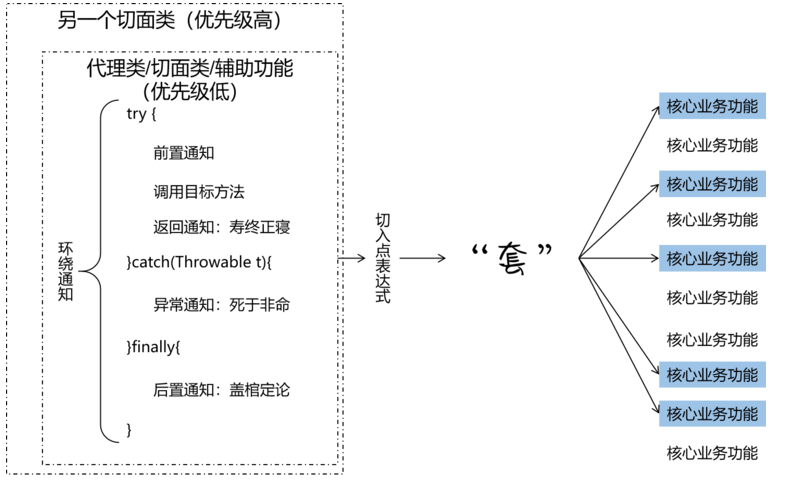 另一个切面类（优先级高）
代理类/切面类/辅助功能
（优先级低）
try {
前置通知
调用目标方法
返回通知：寿终正寝
}catch(Throwable t){
异常通知：死于非命
}finally{
后置通知：盖棺定论
}
环绕通知
切入点表达式
“套”
核心业务功能
核心业务功能
核心业务功能
核心业务功能
核心业务功能
核心业务功能
核心业务功能
核心业务功能
核心业务功能
核心业务功能